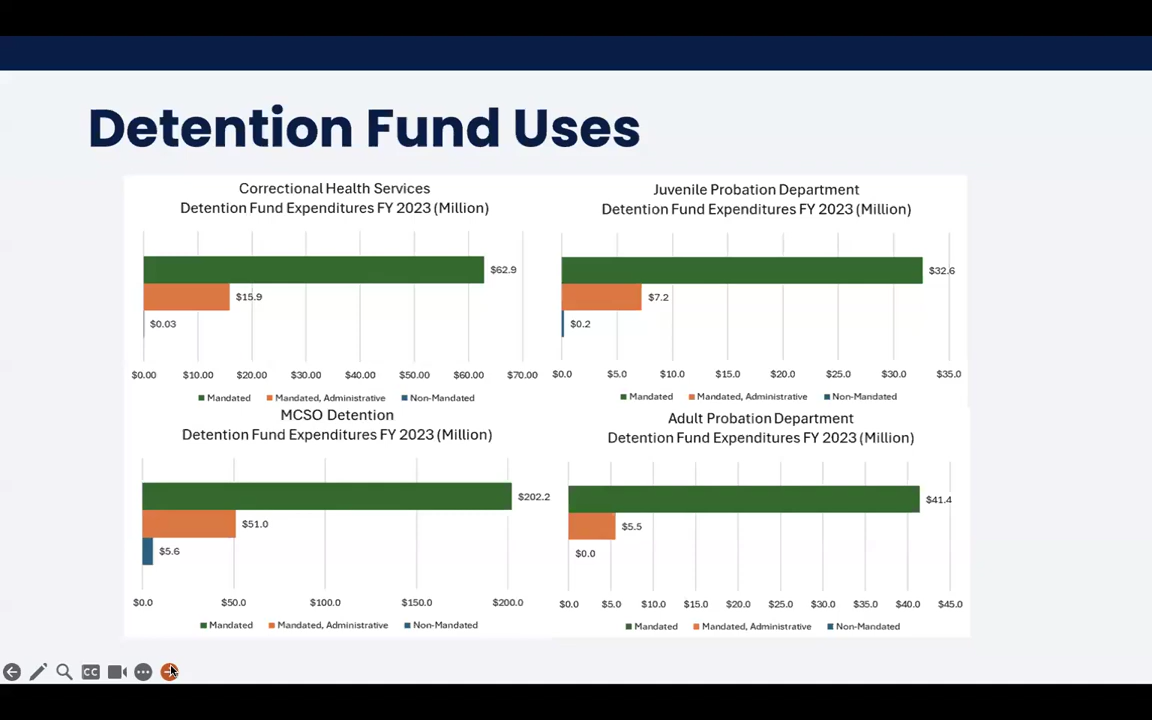 Detention Fund Uses
Correctional Health Services
Detention Fund Expenditures FY 2023 (Million)
$62.9
$15.9
$0.03
$0.00 $10.00 $20.00 $30.00 $40.00 $50.00 $60.00 $70.00
Mandated Mandated, Administrative Non-Mandated
Juvenile Probation Department
Detention Fund Expenditures FY 2023 (Million)
$32.6
$7.2
$0.2
$0.0 $5.0 $10.0 $15.0 $20.0 $25.0 $30.0 $35.0
Mandated Mandated, Administrative Non-Mandated
MCSO Detention
Detention Fund Expenditures FY 2023 (Million)
$202.2
$51.0
$5.6
$0.0 $50.0 $100.0 $150.0 $200.0
Mandated Mandated, Administrative Non-Mandated
Adult Probation Department
Detention Fund Expenditures FY 2023 (Million)
$41.4
$5.5
$0.0
$0.0 $5.0 $10.0 $15.0 $20.0 $25.0 $30.0 $35.0 $40.0 $45.0
Mandated Mandated, Administrative Non-Mandated
CC